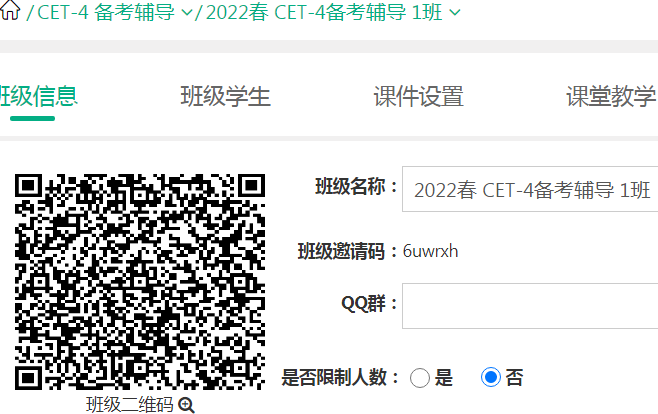 / CET-4 备考辅导 / 2022春 CET-4备考辅导 1班
班级信息 班级学生 课件设置 课堂教学
班级名称： 2022春 CET-4备考辅导 1班
班级邀请码：6uwrxh
QQ群：
是否限制人数： 是 否
班级二维码